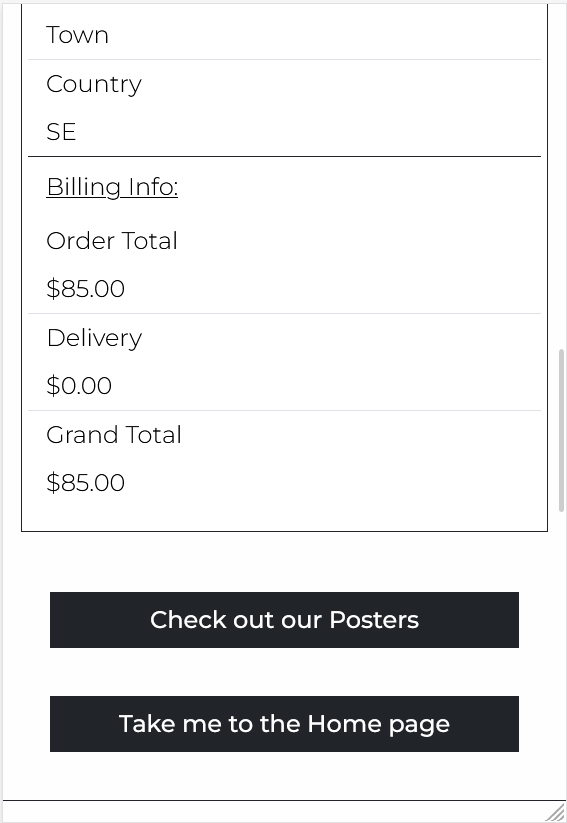 Town
Country
SE
Billing Info:
Order Total
$85.00
Delivery
$0.00
Grand Total
$85.00
Check out our Posters
Take me to the Home page